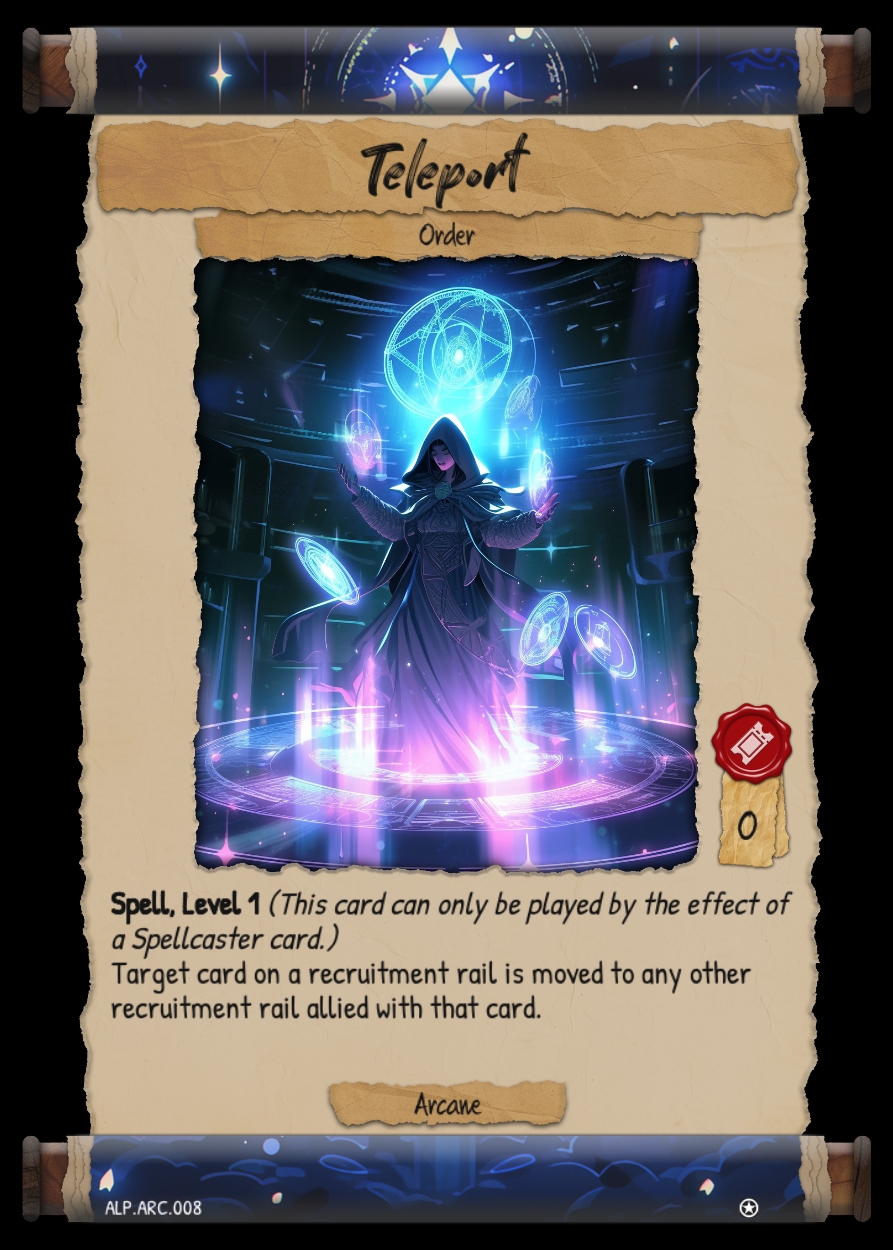 Teleport
Order
0
Spell, Level 1 (This card can only be played by the effect of
a Spellcaster card.)
Target card on a recruitment rail is moved to any other
recruitment rail allied with that card.
Arcane
ALP.ARC.008